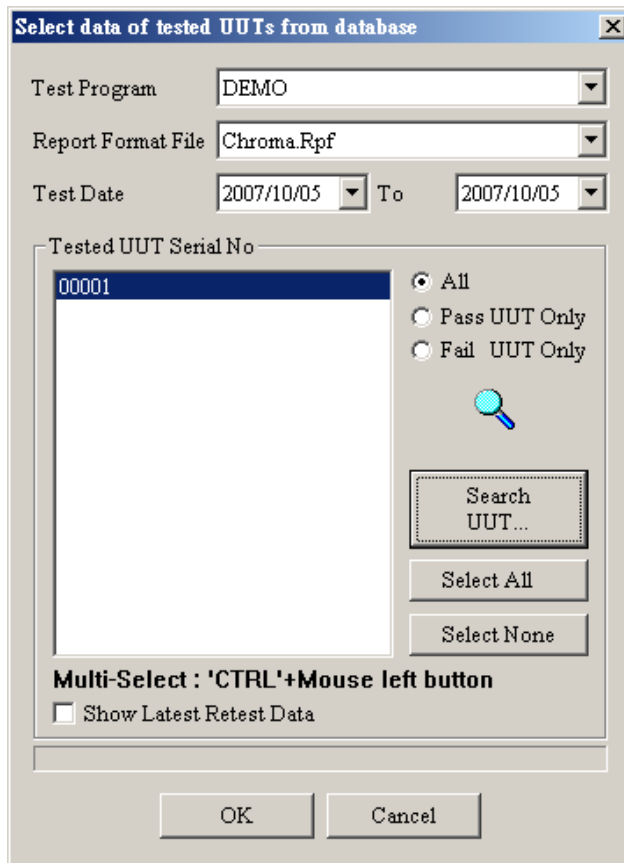 Select data of tested UUTs from database
Test Program DEMO
Report Format File Chroma.Rpf
Test Date 2007/10/05 To 2007/10/05
Tested UUT Serial No
00001
All
Pass UUT Only
Fail UUT Only
Search
UUT...
Select All
Select None
Multi-Select : 'CTRL'+Mouse left button
Show Latest Retest Data
OK Cancel